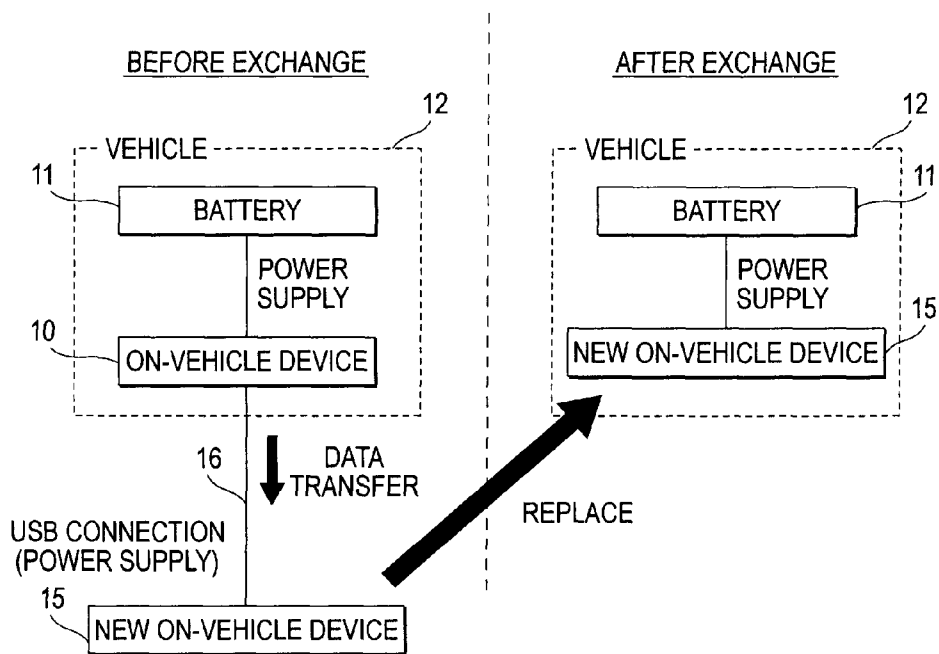 BEFORE EXCHANGE
12
VEHICLE
11
BATTERY
POWER
SUPPLY
10
ON-VEHICLE DEVICE
16
DATA
TRANSFER
USB CONNECTION
(POWER SUPPLY)
15
NEW ON-VEHICLE DEVICE
REPLACE
AFTER EXCHANGE
12
VEHICLE
11
BATTERY
POWER
SUPPLY
15
NEW ON-VEHICLE DEVICE